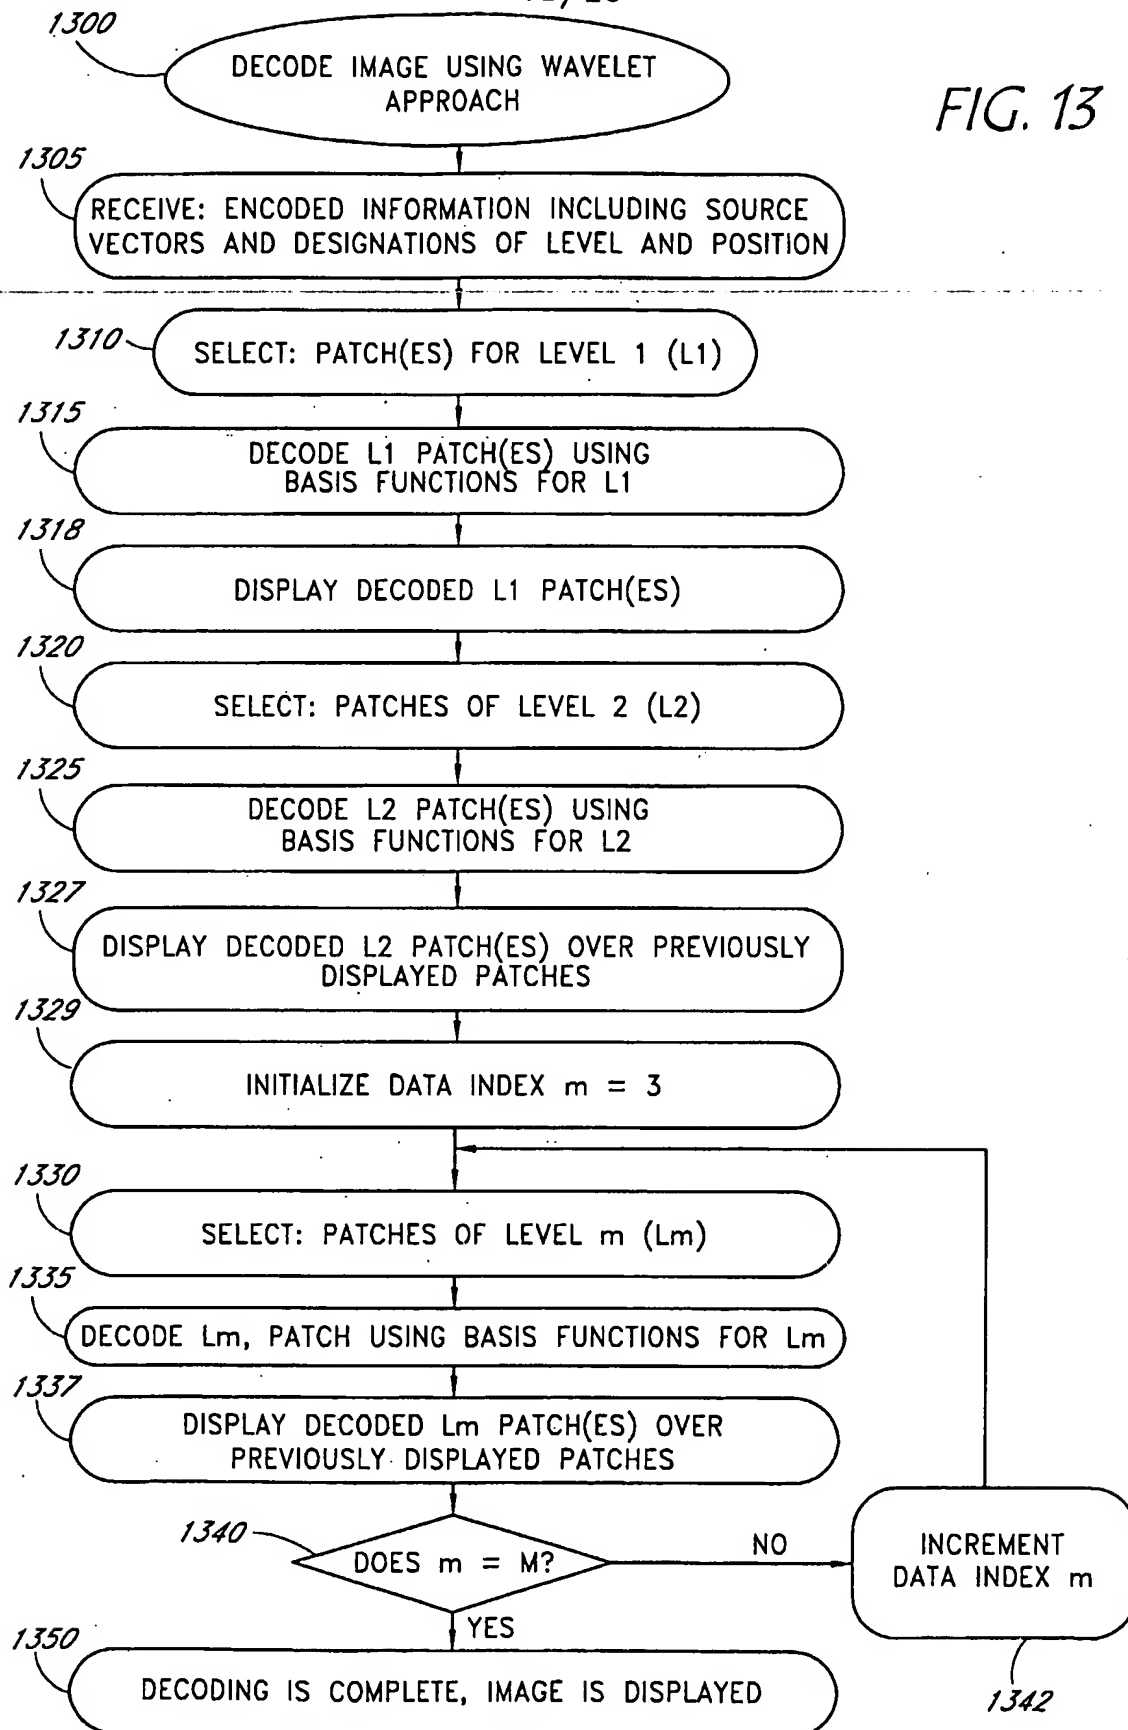 1300
DECODE IMAGE USING WAVELET
APPROACH
FIG. 13
1305
RECEIVE: ENCODED INFORMATION INCLUDING SOURCE
VECTORS AND DESIGNATIONS OF LEVEL AND POSITION
1310
SELECT: PATCH(ES) FOR LEVEL 1 (L1)
1315
DECODE L1 PATCH(ES) USING
BASIS FUNCTIONS FOR L1
1318
DISPLAY DECODED L1 PATCH(ES)
1320
SELECT: PATCHES OF LEVEL 2 (L2)
1325
DECODE L2 PATCH(ES) USING
BASIS FUNCTIONS FOR L2
1327
DISPLAY DECODED L2 PATCH(ES) OVER PREVIOUSLY
DISPLAYED PATCHES
1329
INITIALIZE DATA INDEX m = 3
1330
SELECT: PATCHES OF LEVEL m (Lm)
1335
DECODE Lm, PATCH USING BASIS FUNCTIONS FOR Lm
1337
DISPLAY DECODED Lm PATCH(ES) OVER
PREVIOUSLY DISPLAYED PATCHES
1340
DOES m = M?
NO
INCREMENT
DATA INDEX m
1342
YES
1350
DECODING IS COMPLETE, IMAGE IS DISPLAYED